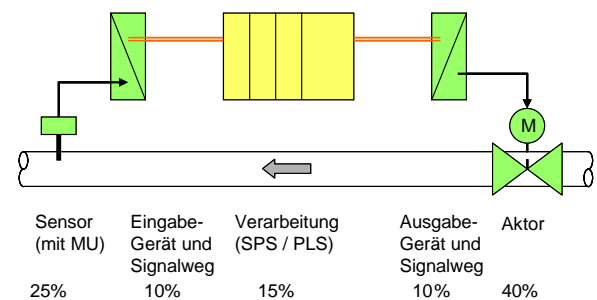 M
Sensor
(mit MU)
Eingabe-
Gerät und
Signalweg
Verarbeitung
(SPS / PLS)
Ausgabe-
Gerät und
Signalweg
Aktor
25%
10%
15%
10%
40%